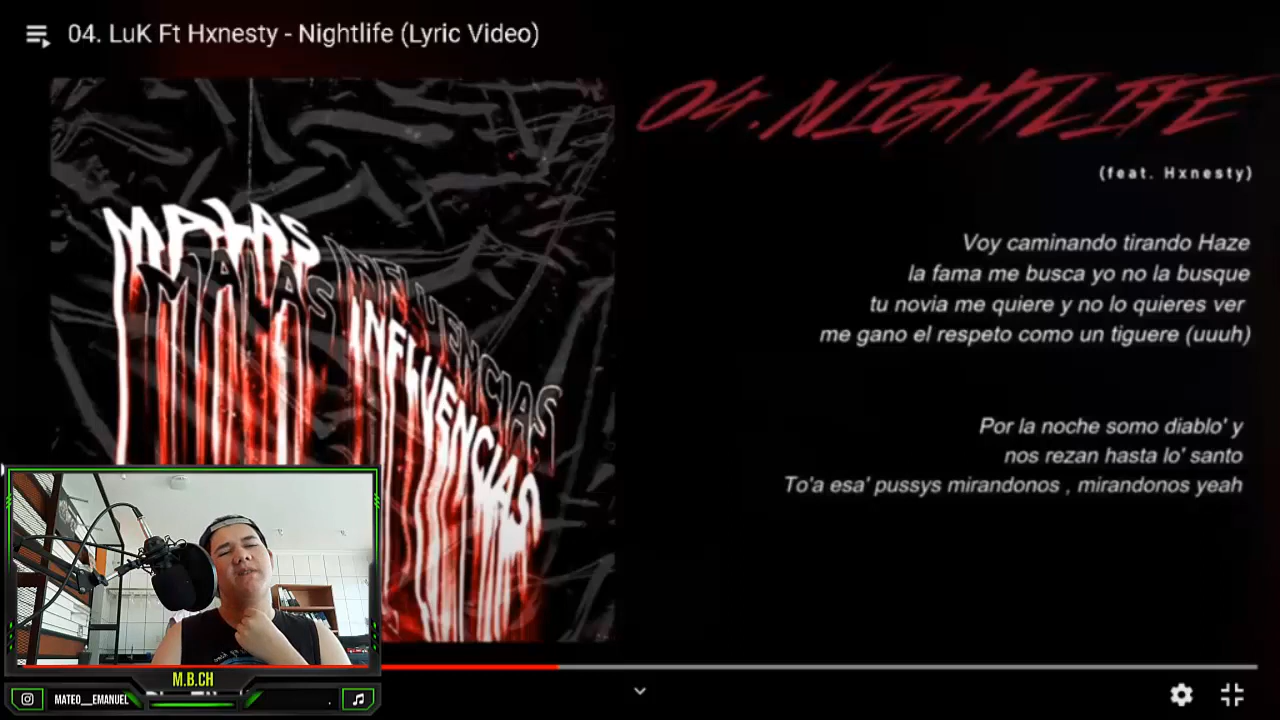 04. LuK Ft Hxnesty - Nightlife (Lyric Video)
04. NIGHTLIFE
(feat. Hxnesty)
Voy caminando tirando Haze
la fama me busca yo no la busque
tu novia me quiere y no lo quieres ver
me gano el respeto como un tiguere (uuuh)
Por la noche somo diablo' y
nos rezan hasta lo' santo
To'a esa' pussys mirandonos , mirandonos yeah
MALAS
MALAS
INFLUENCIAS
INFLUENCIAS
M.B.CH
MATEO__EMANUEL